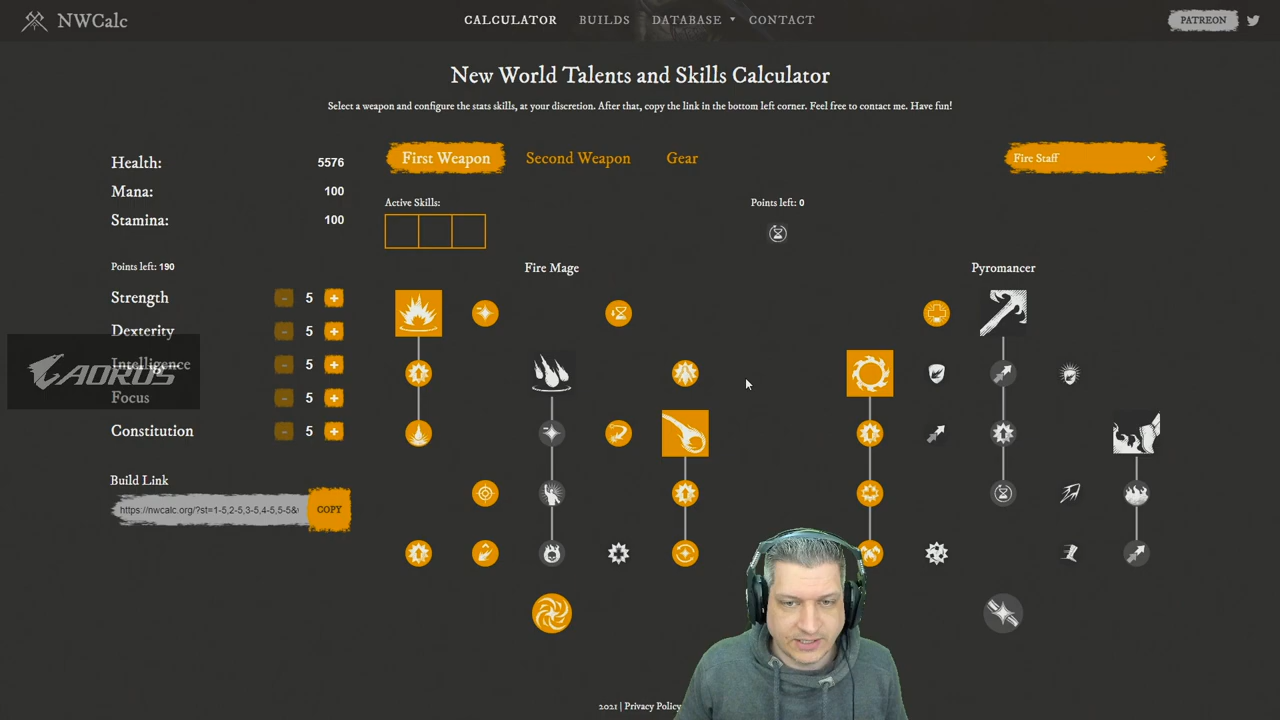 NWCalc
CALCULATOR
BUILDS
DATABASE
CONTACT
PATREON
New World Talents and Skills Calculator
Select a weapon and configure the stats skills, at your discretion. After that, copy the link in the bottom left corner. Feel free to contact me. Have fun!
Health: 5576
Mana: 100
Stamina: 100
First Weapon
Second Weapon
Gear
Fire Staff
Active Skills:
Points left: 0
Points left: 190
Strength - 5 +
Dexterity - 5 +
Intelligence - 5 +
Focus - 5 +
Constitution - 5 +
AORUS
Fire Mage
Pyromancer
Build Link
https://nwcalc.org/?st=1-5,2-5,3-5,4-5,5-5&
COPY
2021 | Privacy Policy